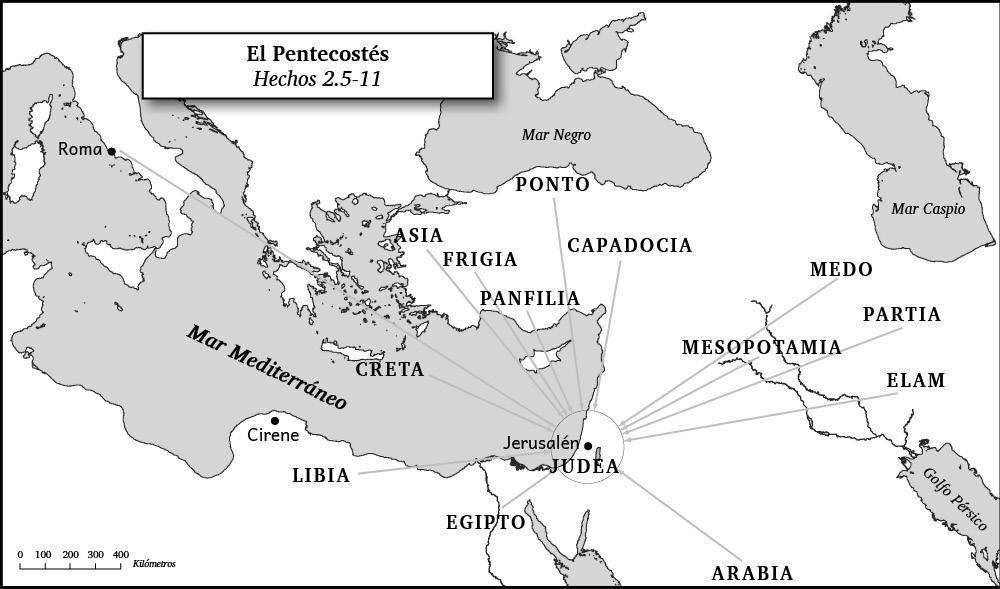 El Pentecostés
Hechos 2.5-11
Mar Negro
Roma
PONTO
Mar Caspio
ASIA
CAPADOCIA
FRIGIA
MEDO
PANFILIA
PARTIA
MESOPOTAMIA
Mar Mediterráneo
CRETA
ELAM
Cirene
Jerusalén
JUDEA
LIBIA
Golfo Pérsico
EGIPTO
0 100 200 300 400
Kilómetros
ARABIA